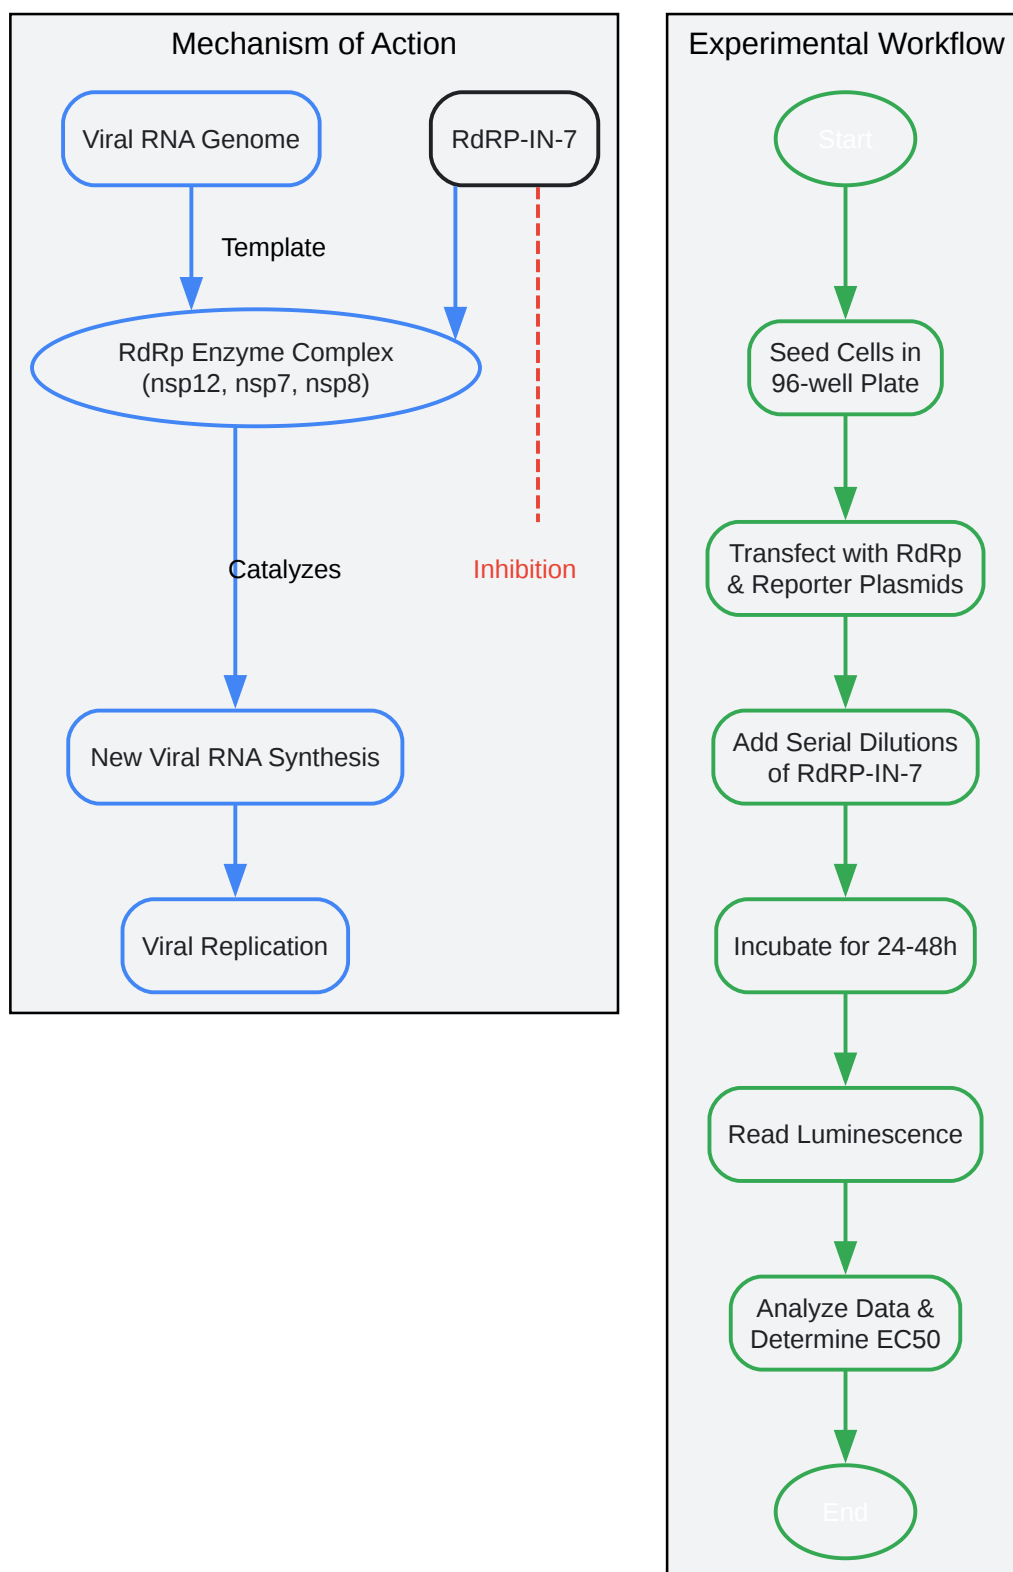 Mechanism of Action
Viral RNA Genome
RdRP-IN-7
Template
RdRp Enzyme Complex
(nsp12, nsp7, nsp8)
Catalyzes
Inhibition
New Viral RNA Synthesis
Viral Replication
Experimental Workflow
Start
Seed Cells in
96-well Plate
Transfect with RdRp
& Reporter Plasmids
Add Serial Dilutions
of RdRP-IN-7
Incubate for 24-48h
Read Luminescence
Analyze Data &
Determine EC50
End